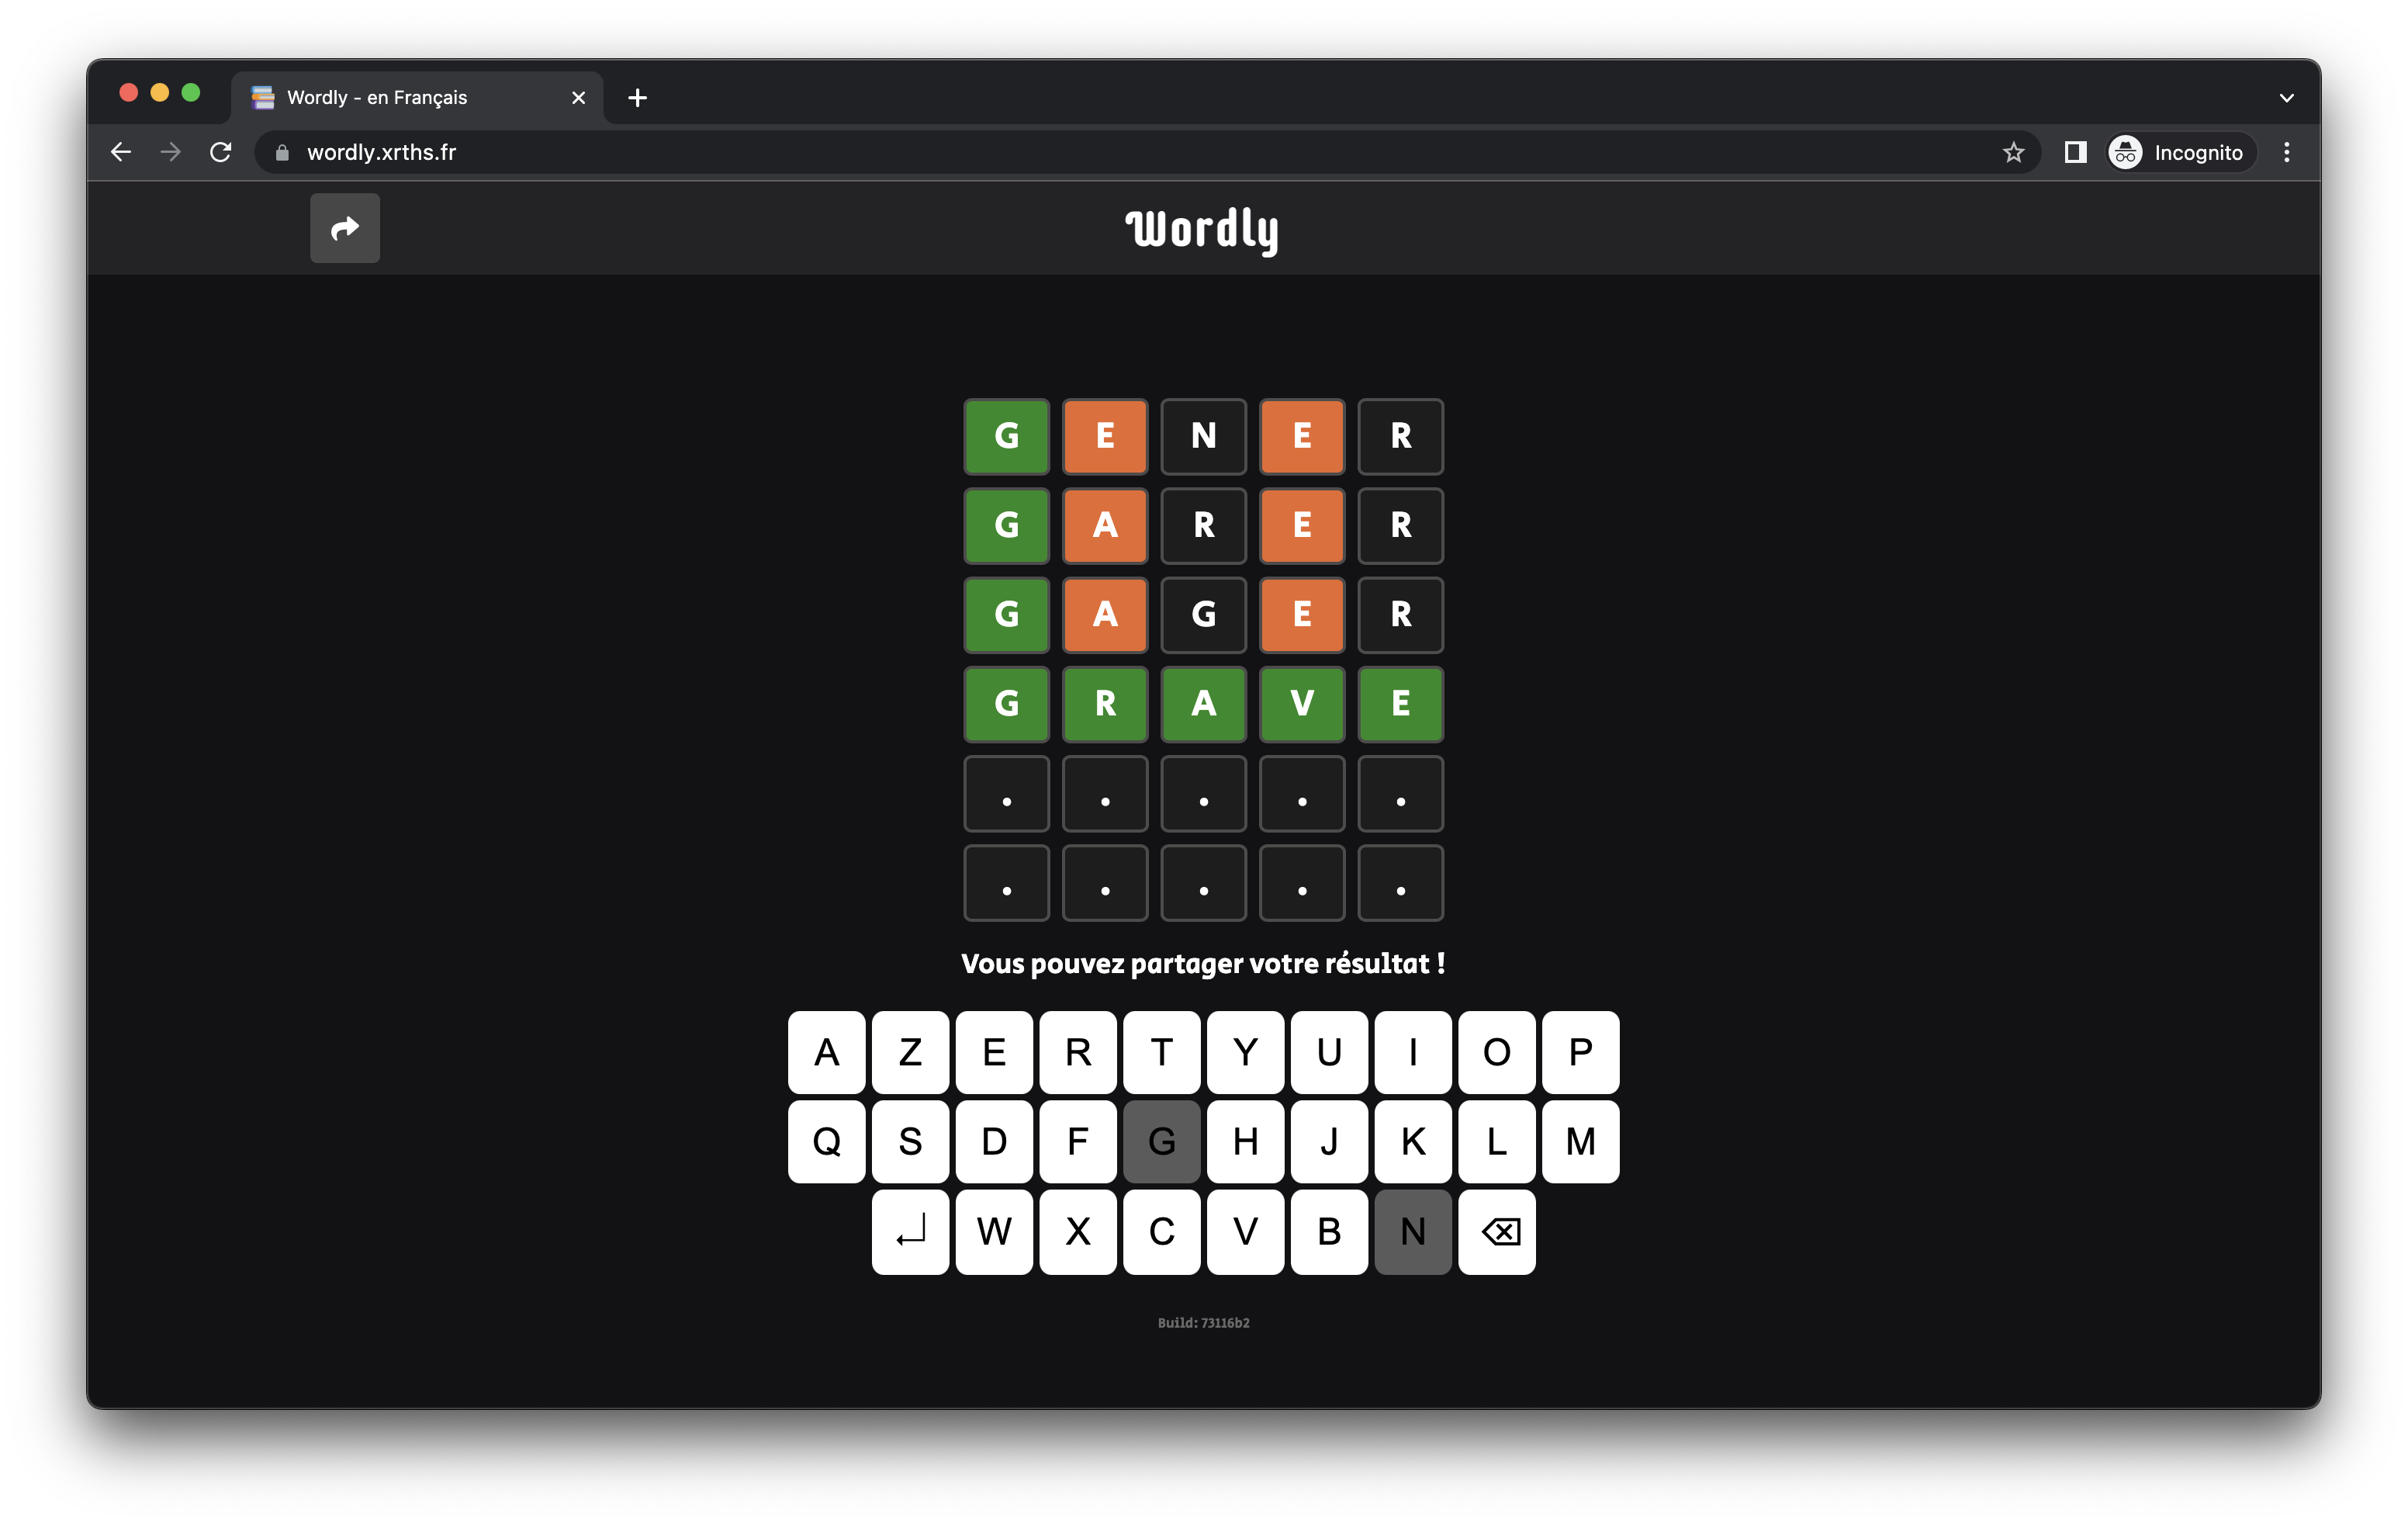 Wordly - en Français
wordly.xrths.fr
Incognito
Wordly
G E N E R
G A R E R
G A G E R
G R A V E
. . . . .
. . . . .
Vous pouvez partager votre résultat !
A Z E R T Y U I O P
Q S D F G H J K L M
W X C V B N
Build: 73116b2